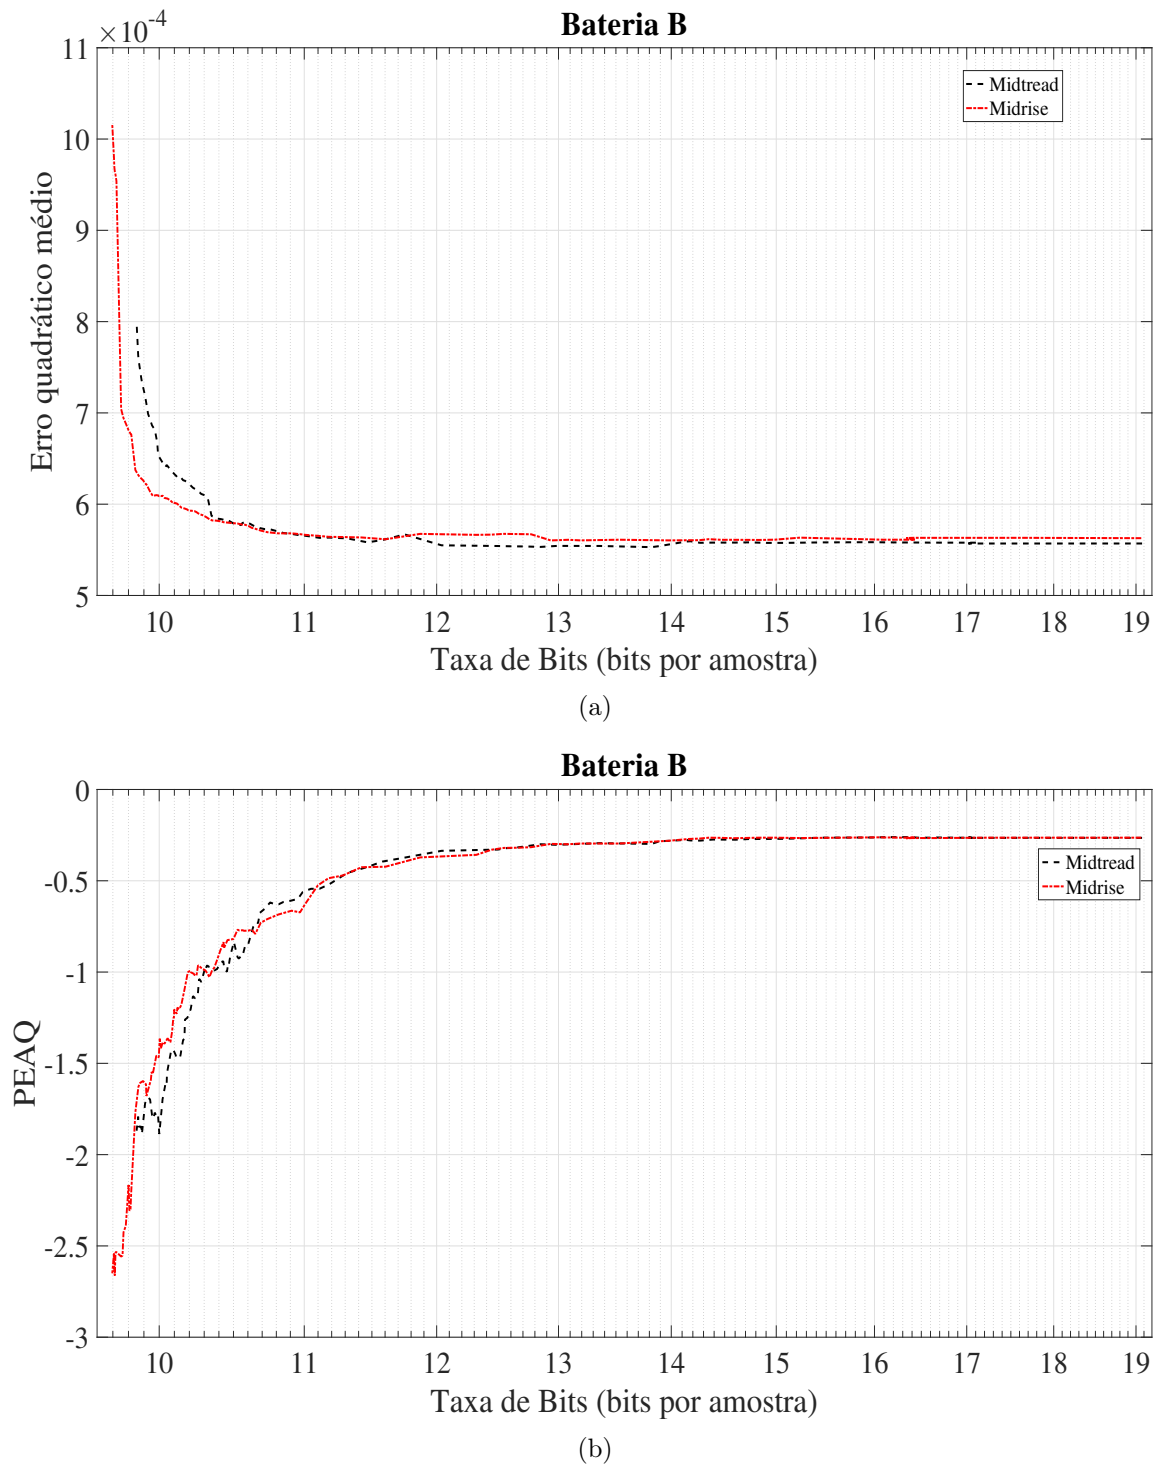 Bateria B
×10-4
11
10
9
8
7
6
5
Erro quadrático médio
Midtread
Midrise
10 11 12 13 14 15 16 17 18 19
Taxa de Bits (bits por amostra)
(a)
Bateria B
0
-0.5
-1
-1.5
-2
-2.5
-3
PEAQ
Midtread
Midrise
10 11 12 13 14 15 16 17 18 19
Taxa de Bits (bits por amostra)
(b)